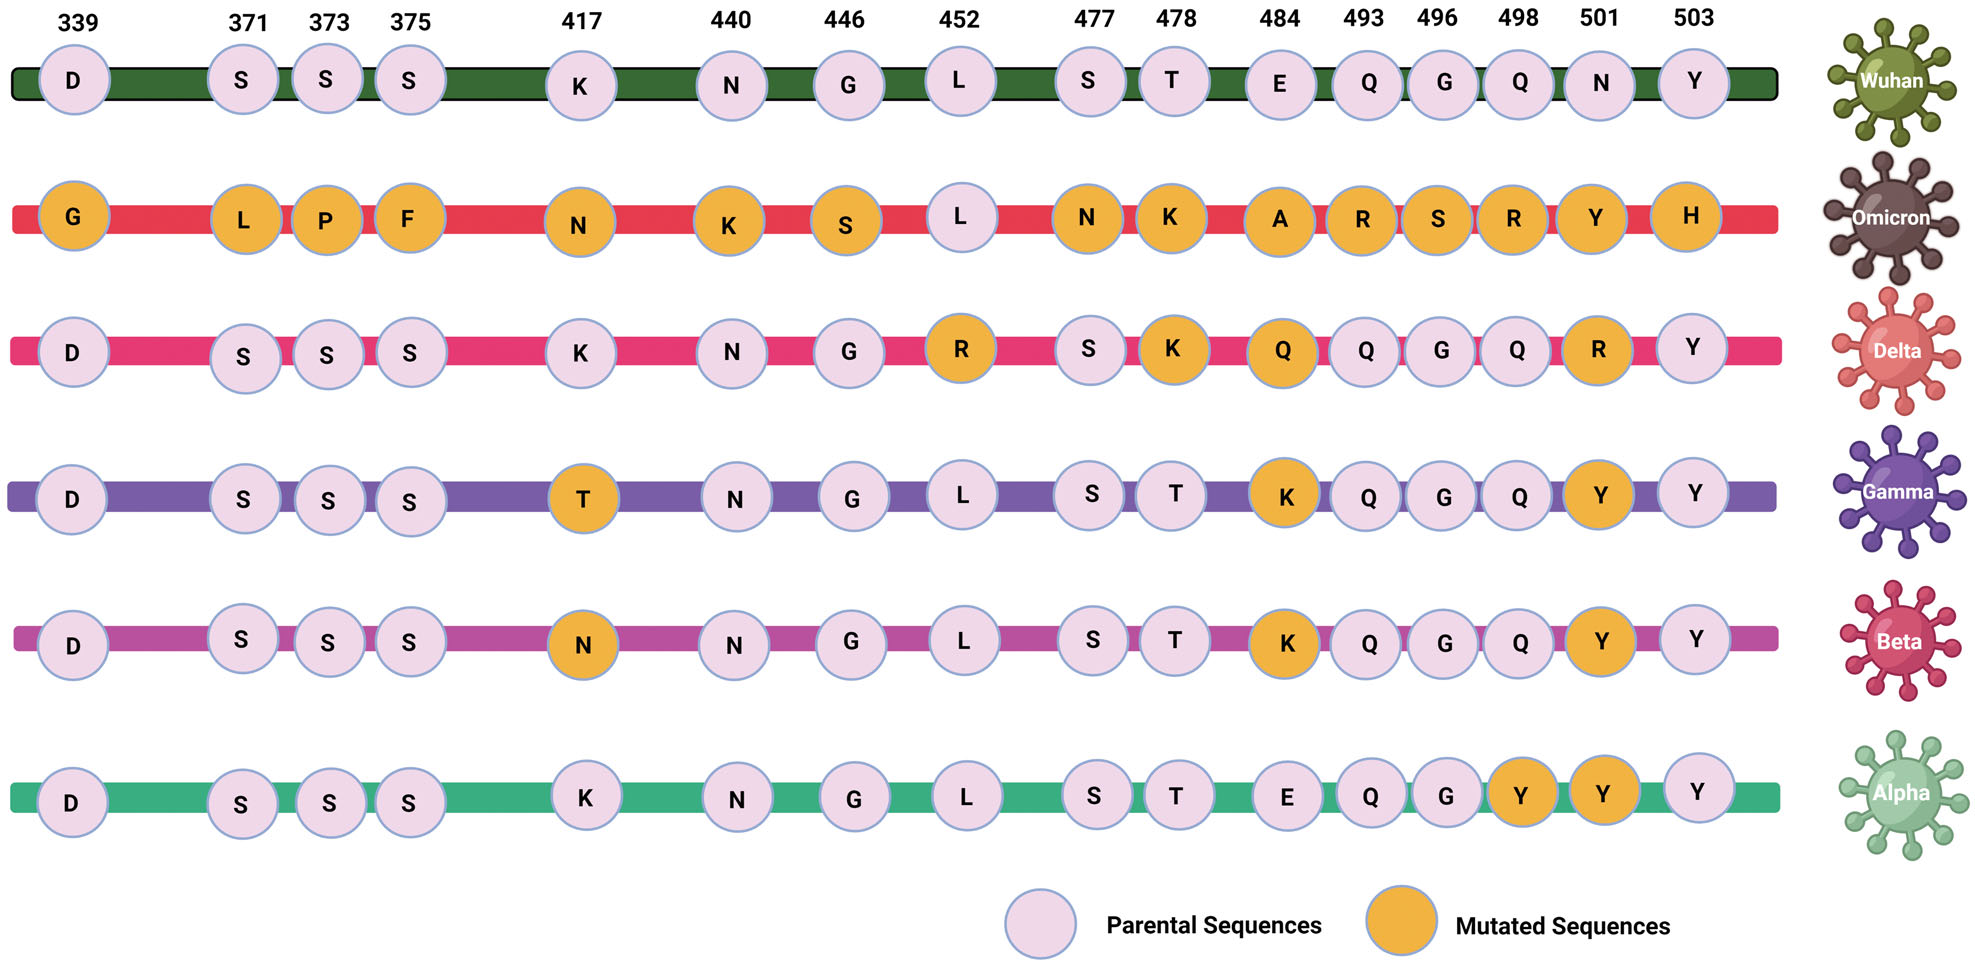 339 371 373 375 417 440 446 452 477 478 484 493 496 498 501 503
D S S S K N G L S T E Q G Q N Y Wuhan
G L P F N K S L N K A R S R Y H Omicron
D S S S K N G R S K Q Q G Q R Y Delta
D S S S T N G L S T K Q G Q Y Y Gamma
D S S S N N G L S T K Q G Q Y Y Beta
D S S S K N G L S T E Q G Y Y Y Alpha
Parental Sequences Mutated Sequences